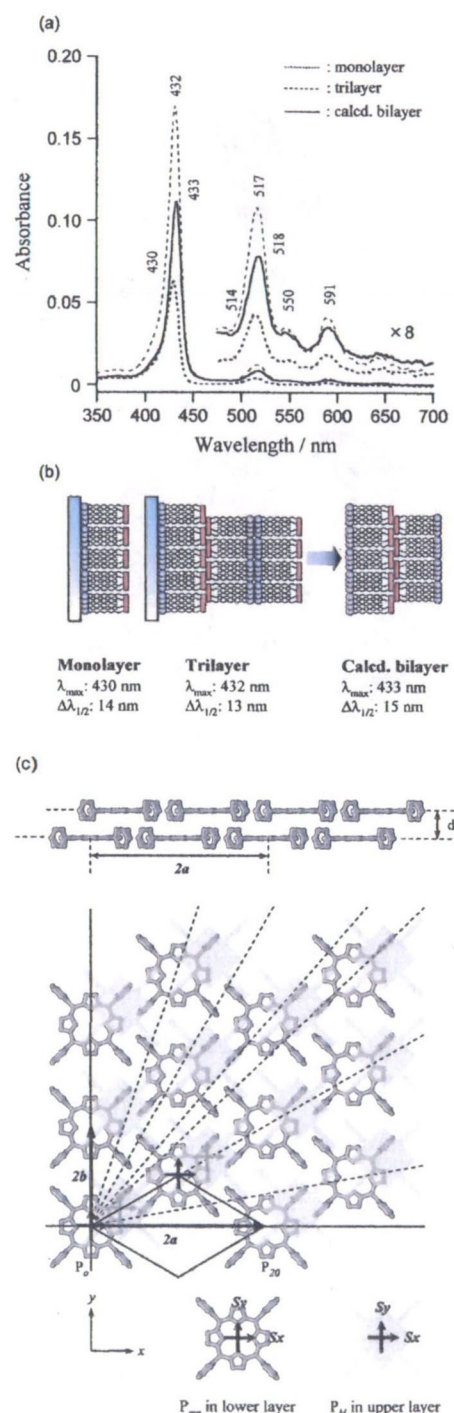 (a)
0.20
0.15
0.10
0.05
0
Absorbance
432
433
430
517
518
514
550
591
: monolayer
: trilayer
: calcd. bilayer
×8
350 400 450 500 550 600 650 700
Wavelength / nm
(b)
Monolayer
λmax: 430 nm
Δλ1/2: 14 nm
Trilayer
λmax: 432 nm
Δλ1/2: 13 nm
Calcd. bilayer
λmax: 433 nm
Δλ1/2: 15 nm
(c)
d
2a
2b
2a
Po
P20
y
x
Sy
Sx
Sy
Sx
in lower layer
in upper layer